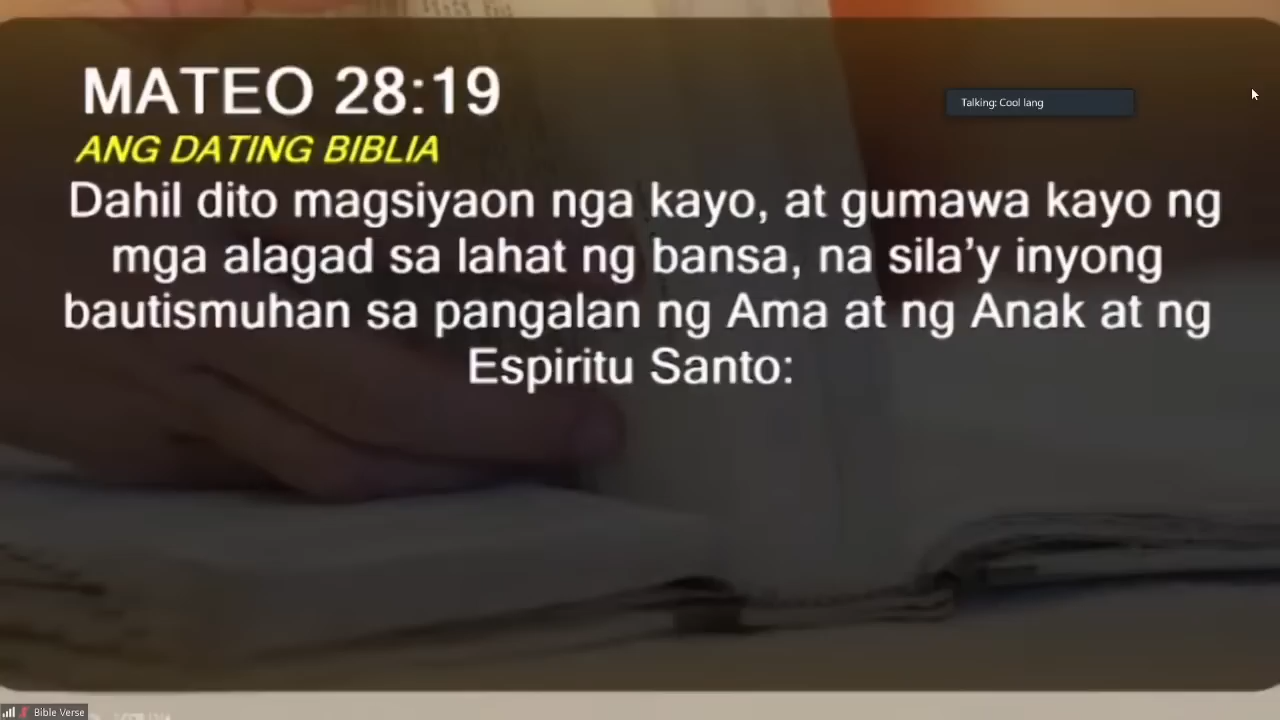 MATEO 28:19
Talking: Cool lang
ANG DATING BIBLIA
Dahil dito magsiyaon nga kayo, at gumawa kayo ng
mga alagad sa lahat ng bansa, na sila’y inyong
bautismuhan sa pangalan ng Ama at ng Anak at ng
Espiritu Santo:
Bible Verse